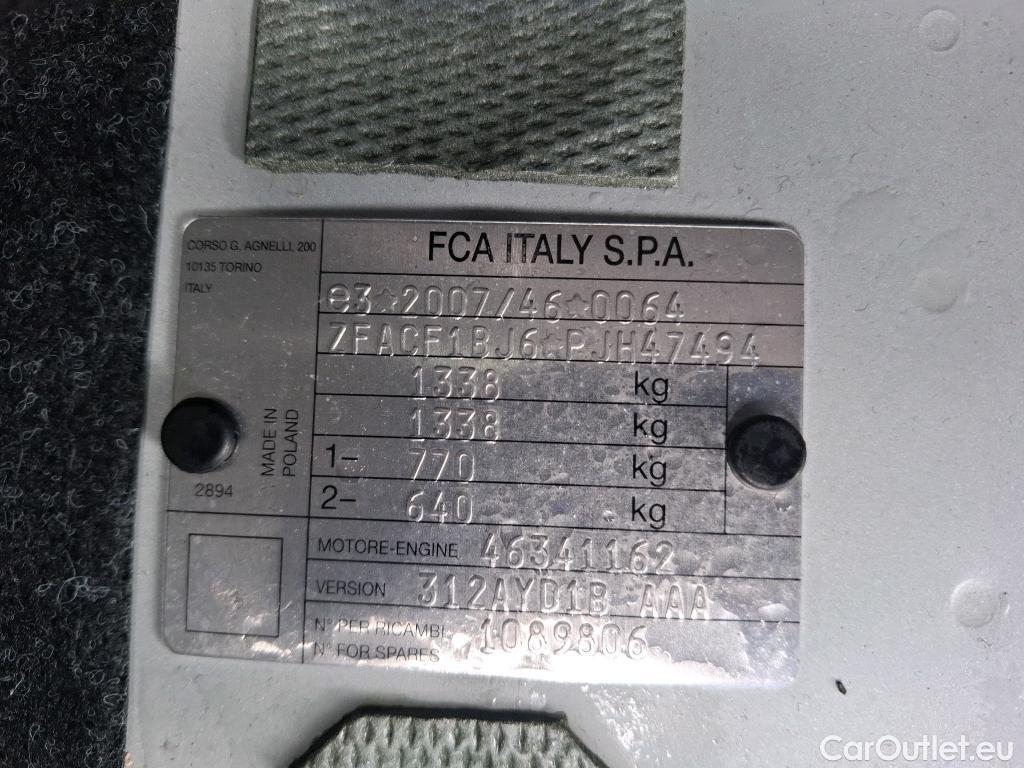 CORSO G. AGNELLI, 200
10135 TORINO
ITALY
FCA ITALY S.P.A.
e3★2007/46★0064
ZFACF1BJ6★PJH47494
1338 kg
1338 kg
1- 770 kg
2- 640 kg
MADE IN
POLAND
2894
MOTORE-ENGINE 46341162
VERSION 312AYD1B AAA
N° PER RICAMBI
N° FOR SPARES 1089806
CarOutlet.eu